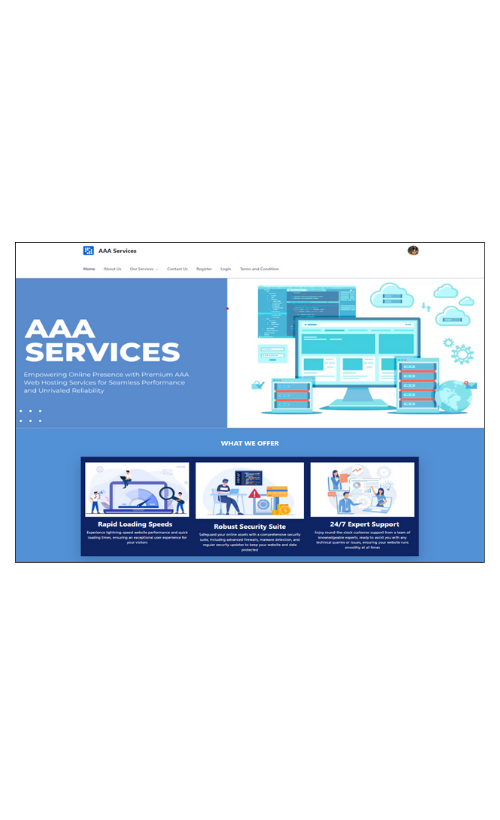 AAA Services
Home About Us Our Services Contact Us Register Login Terms and Condition
AAA
SERVICES
Empowering Online Presence with Premium AAA
Web Hosting Services for Seamless Performance
and Unrivaled Reliability
WHAT WE OFFER
Rapid Loading Speeds
Experience lightning-speed website performance and quick
loading times, ensuring an exceptional user experience for
your visitors
Robust Security Suite
Safeguard your online assets with a comprehensive security
suite, including advanced firewalls, malware detection, and
regular security updates to keep your website and data
protected
24/7 Expert Support
Enjoy round-the-clock customer support from a team of
knowledgeable experts, ready to assist you with any
technical queries or issues, ensuring your website runs
smoothly at all times